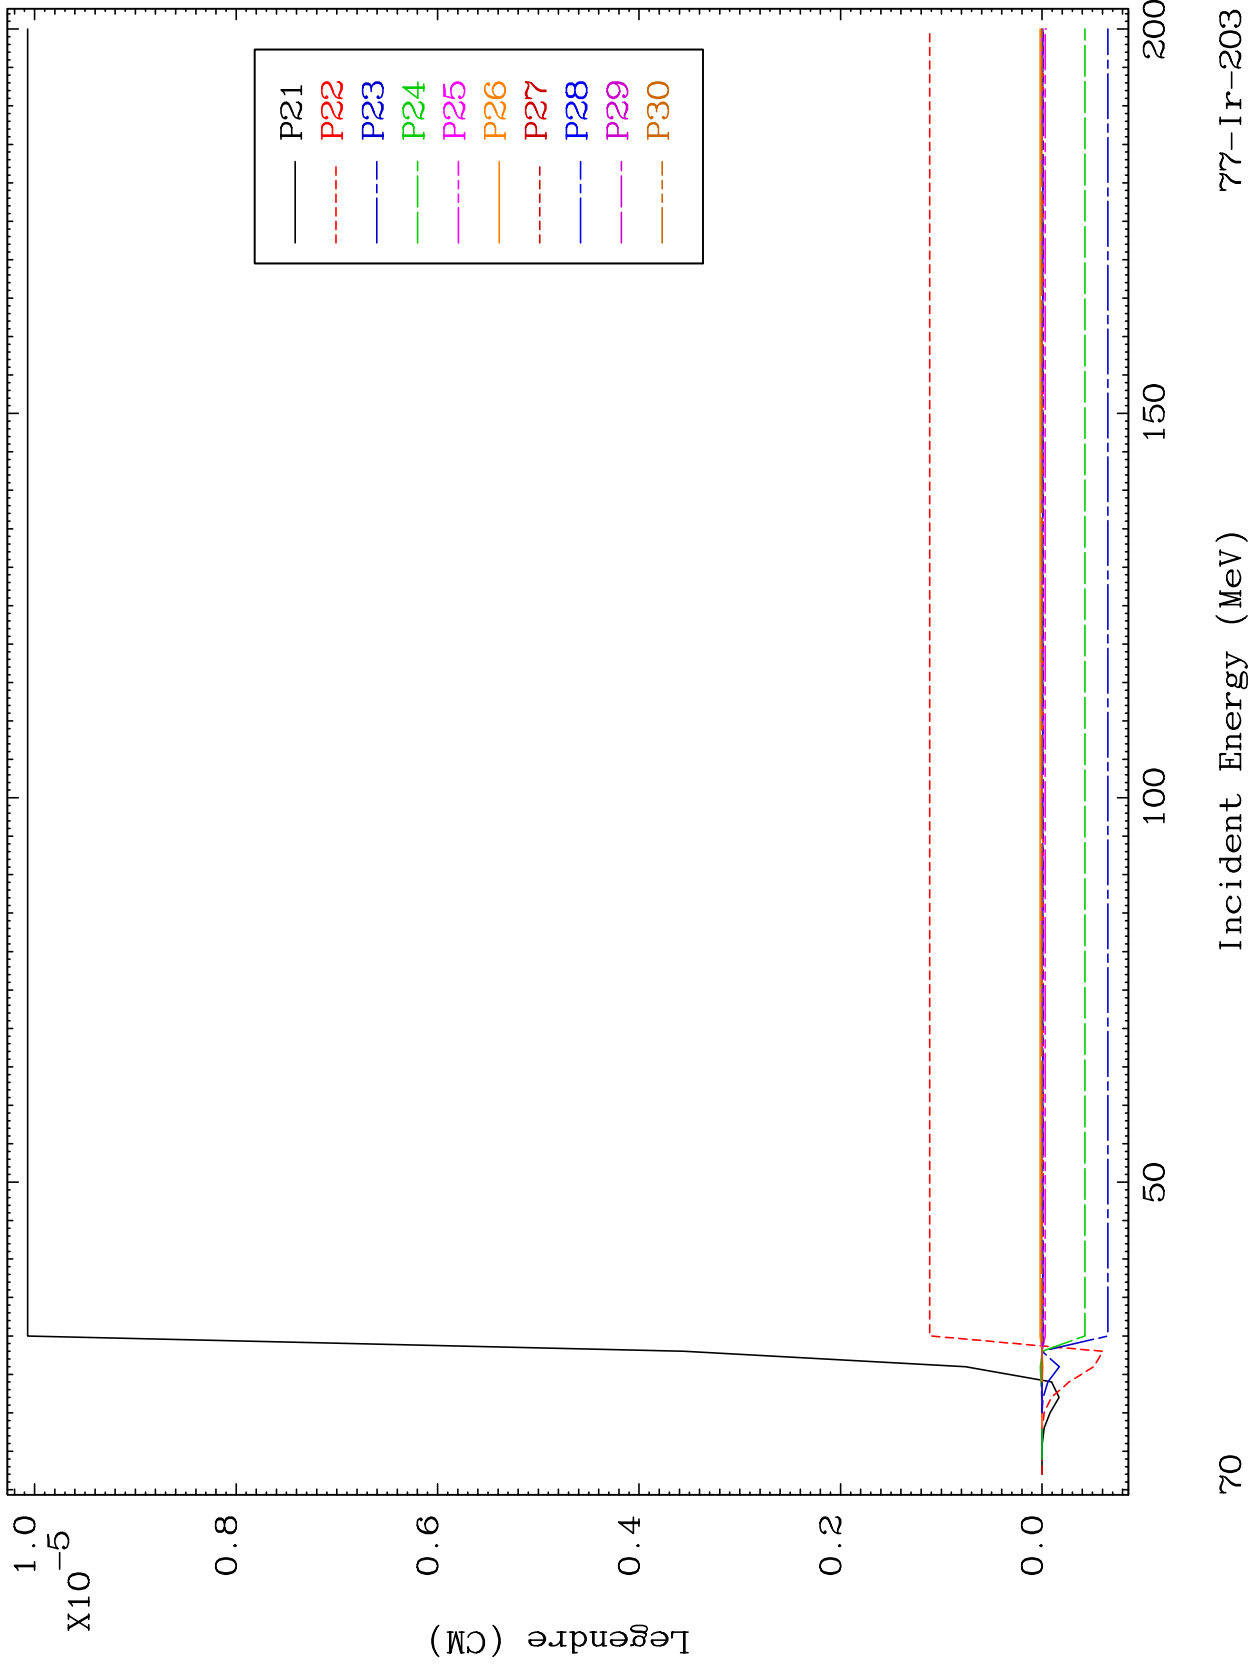 1.0
0.8
0.6
0.4
0.2
0.0
X10-5
Legendre (CM)
P21
P22
P23
P24
P25
P26
P27
P28
P29
P30
50
100
150
200
70
Incident Energy (MeV)
77-Ir-203